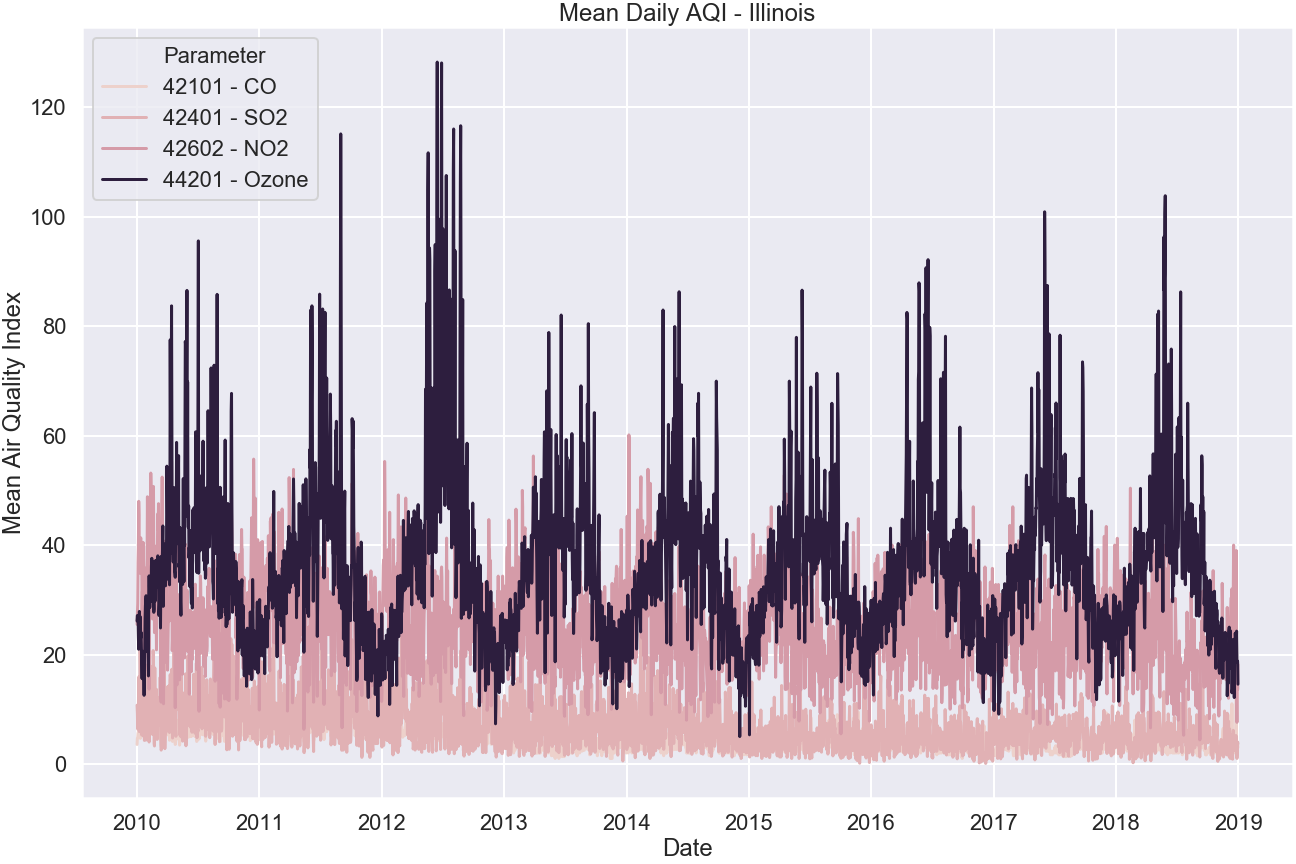 Mean Daily AQI - Illinois
Parameter
42101 - CO
42401 - SO2
42602 - NO2
44201 - Ozone
Mean Air Quality Index
120
100
80
60
40
20
0
2010 2011 2012 2013 2014 2015 2016 2017 2018 2019
Date